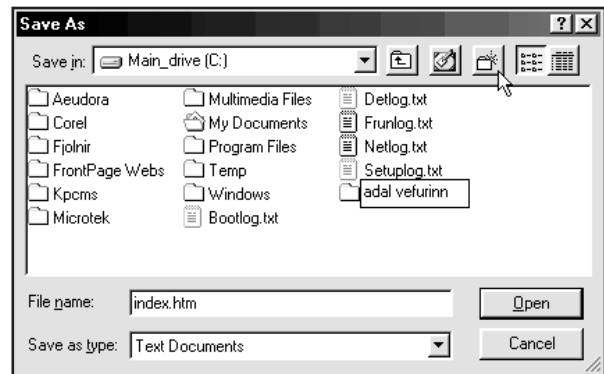 Save As
Save in: Main_drive (C:)
Aeudora
Corel
Fjolnir
FrontPage Webs
Kpcms
Microtek
Multimedia Files
My Documents
Program Files
Temp
Windows
Bootlog.txt
Detlog.txt
Frunlog.txt
Netlog.txt
Setuplog.txt
adal vefurinn
File name: index.htm
Open
Save as type: Text Documents
Cancel